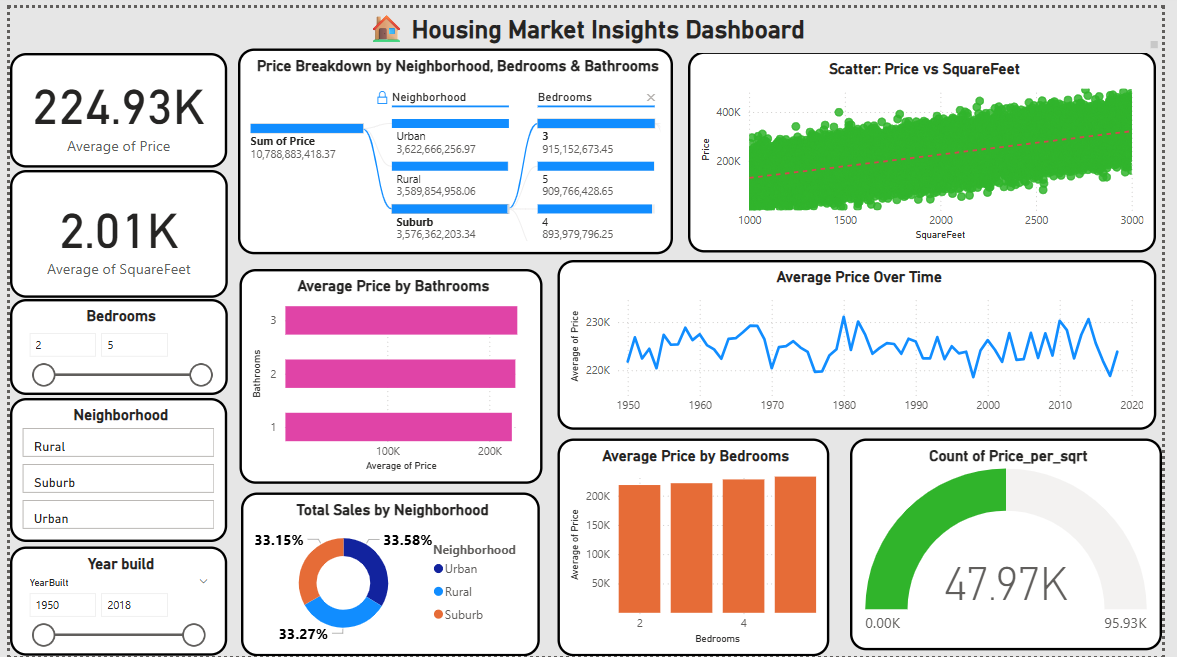 Housing Market Insights Dashboard
224.93K
Average of Price
2.01K
Average of SquareFeet
Bedrooms
2 5
Neighborhood
Rural
Suburb
Urban
Year build
YearBuilt
1950 2018
Price Breakdown by Neighborhood, Bedrooms & Bathrooms
Neighborhood Bedrooms
Sum of Price
10,788,883,418.37
Urban
3,622,666,256.97
Rural
3,589,854,958.06
Suburb
3,576,362,203.34
3
915,152,673.45
5
909,766,428.65
4
893,979,796.25
Scatter: Price vs SquareFeet
Price
400K
200K
1000 1500 2000 2500 3000
SquareFeet
Average Price by Bathrooms
Bathrooms
3
2
1
100K 200K
Average of Price
Average Price Over Time
Average of Price
230K
220K
1950 1960 1970 1980 1990 2000 2010 2020
Total Sales by Neighborhood
33.15% 33.58%
33.27%
Neighborhood
Urban
Rural
Suburb
Average Price by Bedrooms
Average of Price
200K
150K
100K
50K
2 4
Bedrooms
Count of Price_per_sqrt
47.97K
0.00K 95.93K